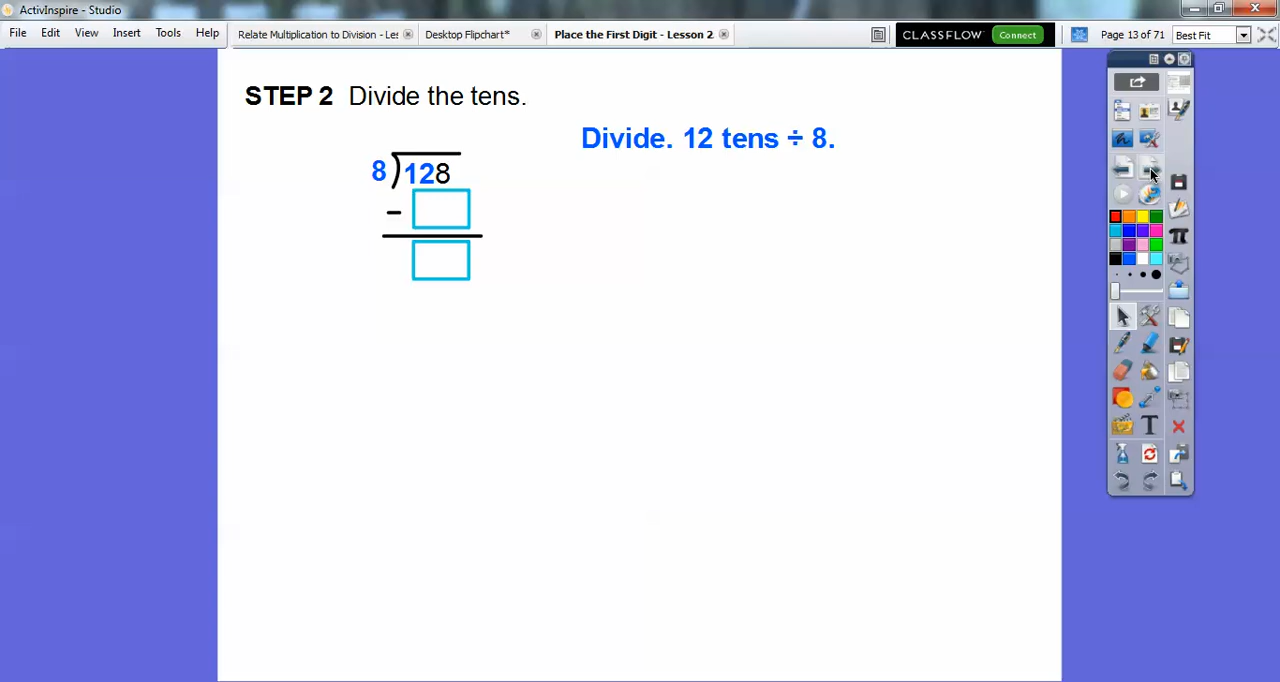 ActivInspire - Studio
File Edit View Insert Tools Help
Relate Multiplication to Division - Les
Desktop Flipchart*
Place the First Digit - Lesson 2.
CLASSFLOW Connect
Page 13 of 71
Best Fit
STEP 2 Divide the tens.
Divide. 12 tens ÷ 8.
8)128
−